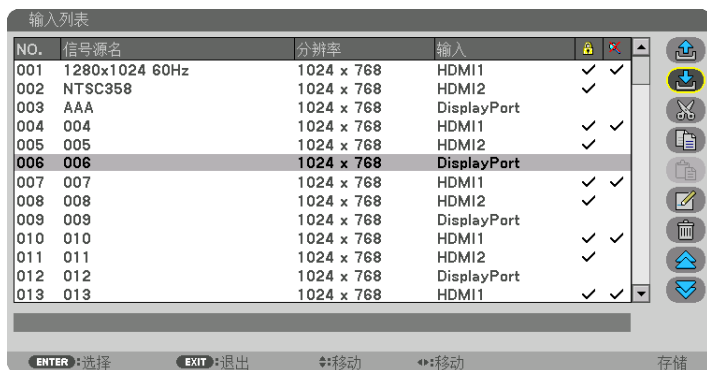 输入列表
NO. 信号源名 分辨率 输入
001 1280x1024 60Hz 1024 x 768 HDMI1
002 NTSC358 1024 x 768 HDMI2
003 AAA 1024 x 768 DisplayPort
004 004 1024 x 768 HDMI1
005 005 1024 x 768 HDMI2
006 006 1024 x 768 DisplayPort
007 007 1024 x 768 HDMI1
008 008 1024 x 768 HDMI2
009 009 1024 x 768 DisplayPort
010 010 1024 x 768 HDMI1
011 011 1024 x 768 HDMI2
012 012 1024 x 768 DisplayPort
013 013 1024 x 768 HDMI1
ENTER :选择 EXIT :退出 :移动 :移动 存储